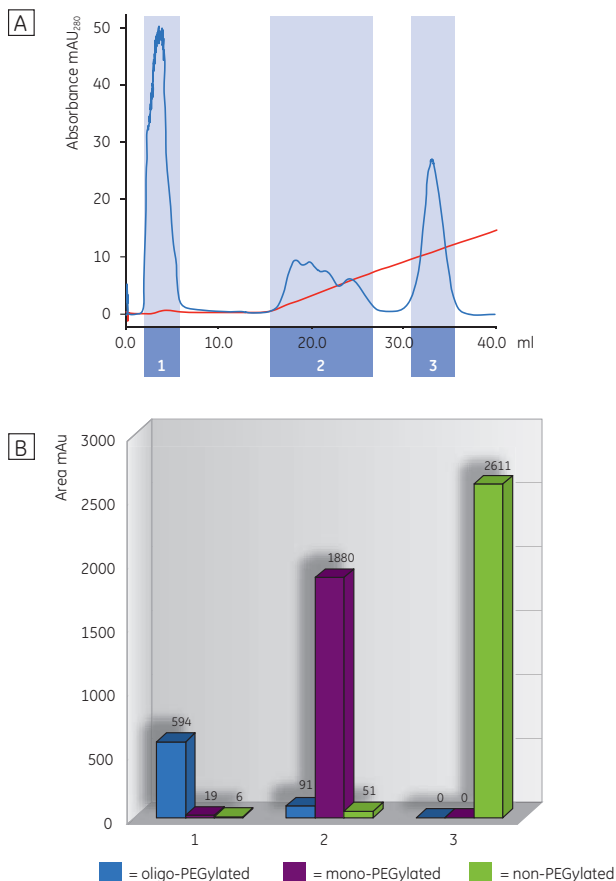 A
Absorbance mAU280
50
40
30
20
10
0
0.0 10.0 20.0 30.0 40.0 ml
1 2 3
B
Area mAu
3000
2500
2000
1500
1000
500
0
594 19 6 91 1880 51 0 0 2611
1 2 3
= oligo-PEGylated = mono-PEGylated = non-PEGylated